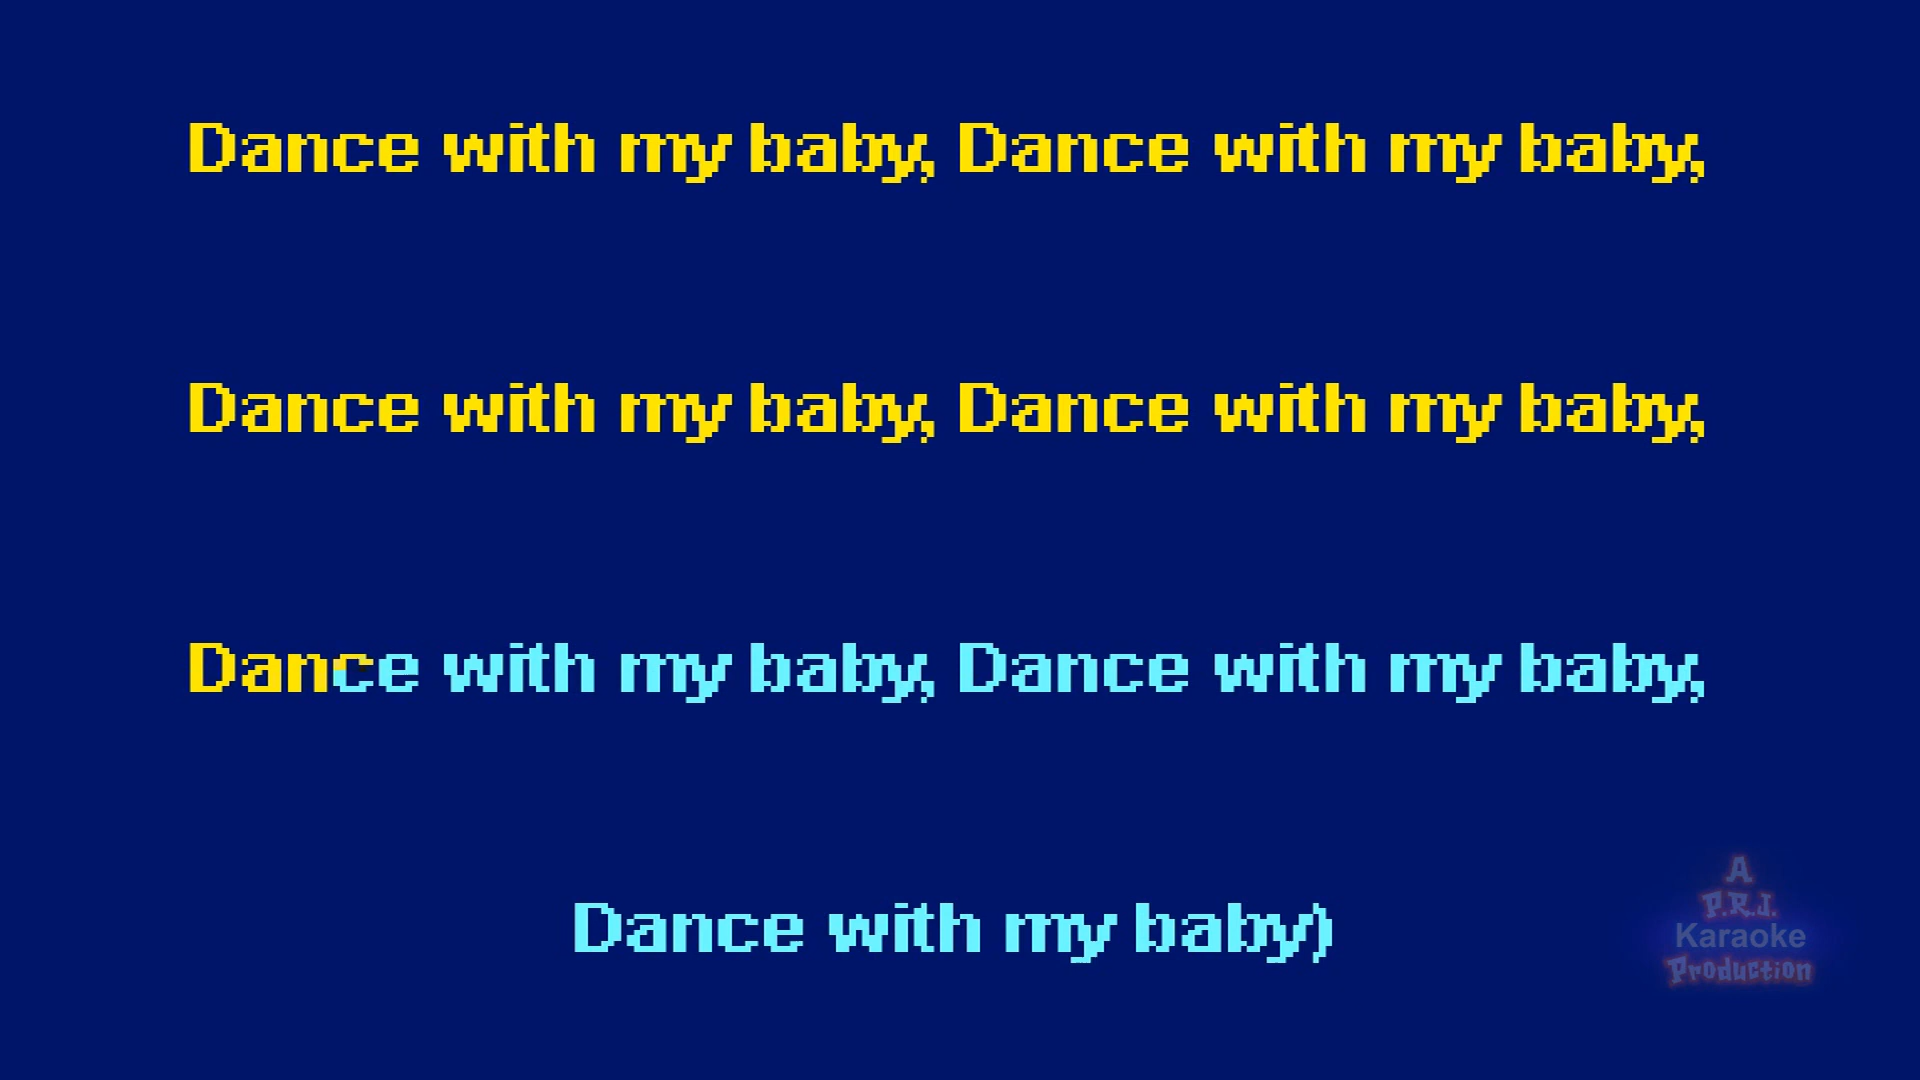 Dance with my baby, Dance with my baby,
Dance with my baby, Dance with my baby,
Dance with my baby, Dance with my baby,
Dance with my baby)
A
P.R.J.
Karaoke
Production